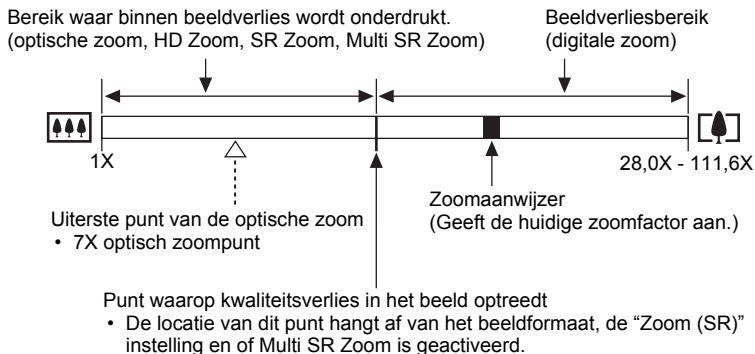 Bereik waar binnen beeldverlies wordt onderdrukt.
(optische zoom, HD Zoom, SR Zoom, Multi SR Zoom)
Beeldverliesbereik
(digitale zoom)
1X
28,0X - 111,6X
Uiterste punt van de optische zoom
• 7X optisch zoompunt
Zoomaanwijzer
(Geeft de huidige zoomfactor aan.)
Punt waarop kwaliteitsverlies in het beeld optreedt
• De locatie van dit punt hangt af van het beeldformaat, de “Zoom (SR)”
instelling en of Multi SR Zoom is geactiveerd.